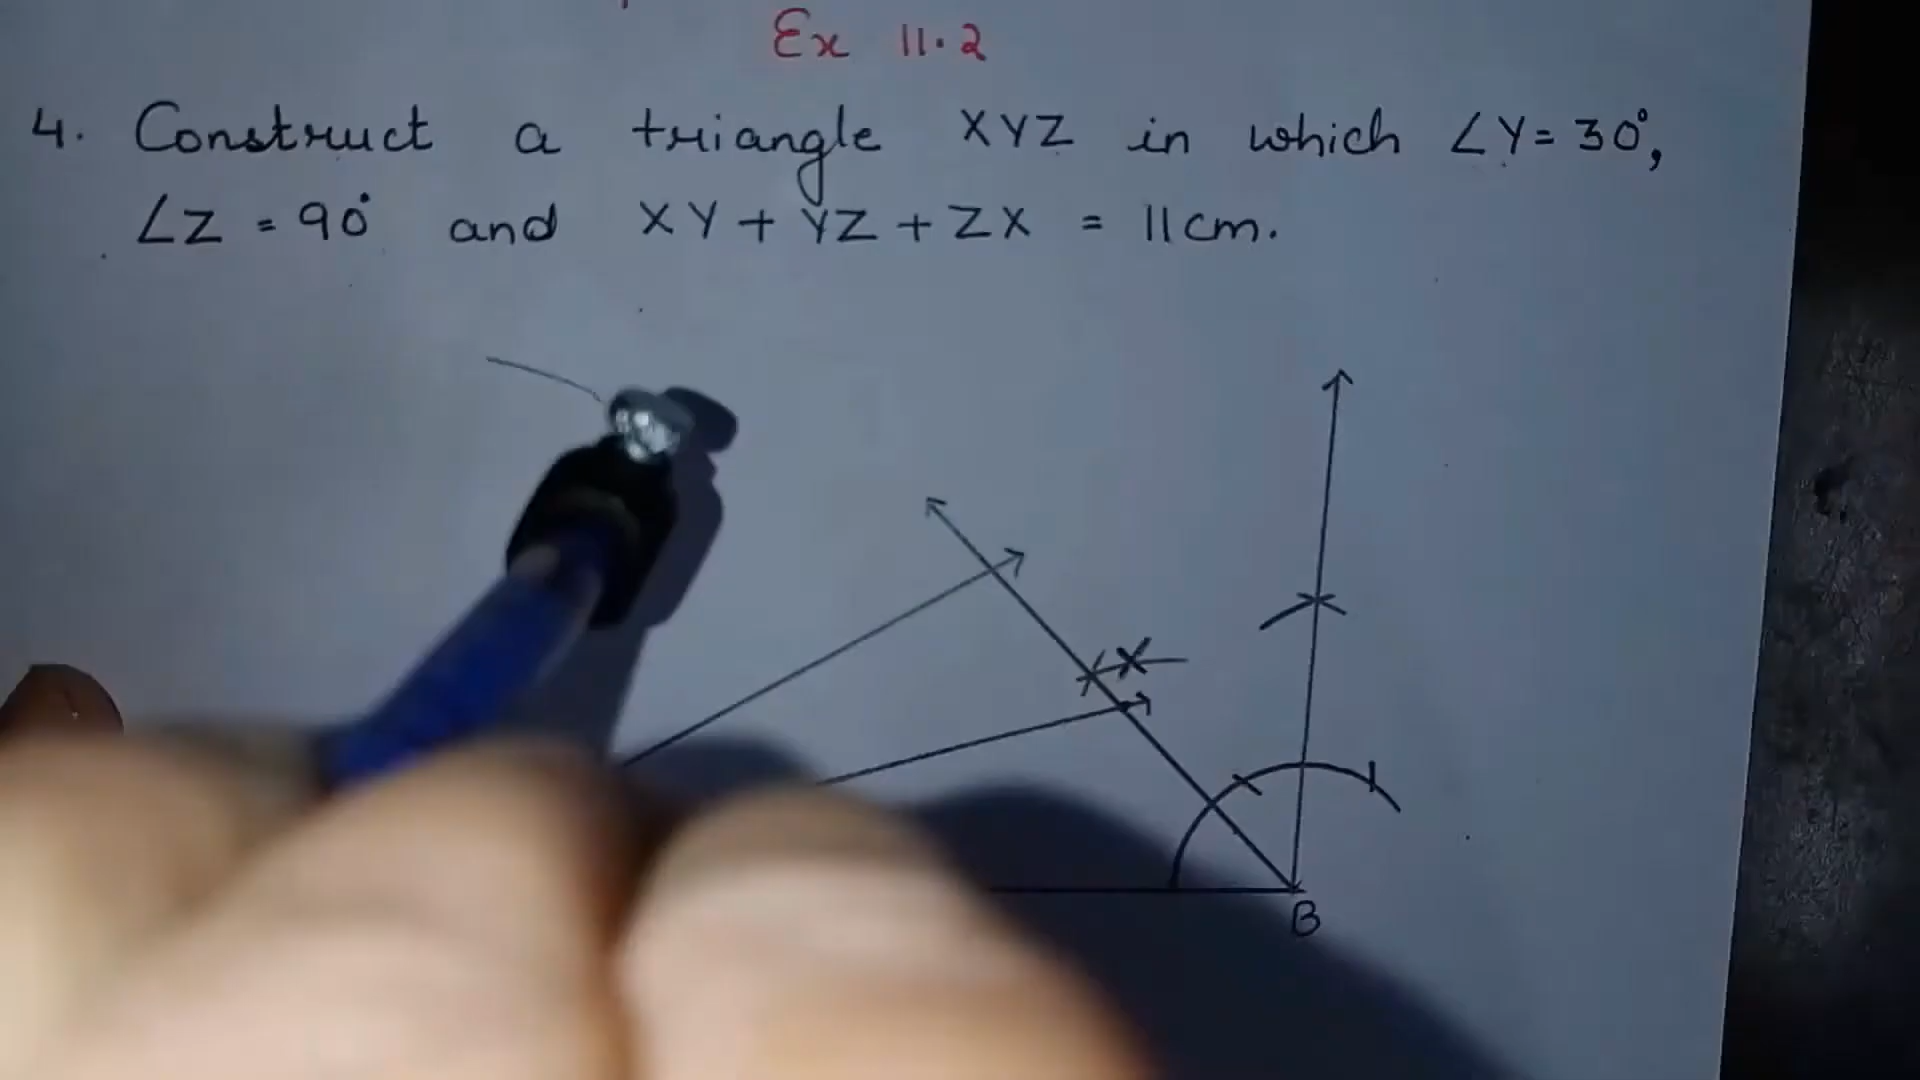 Ex 11.2
4. Construct a triangle XYZ in which ∠Y = 30°,
∠Z = 90° and XY + YZ + ZX = 11cm.
X
B